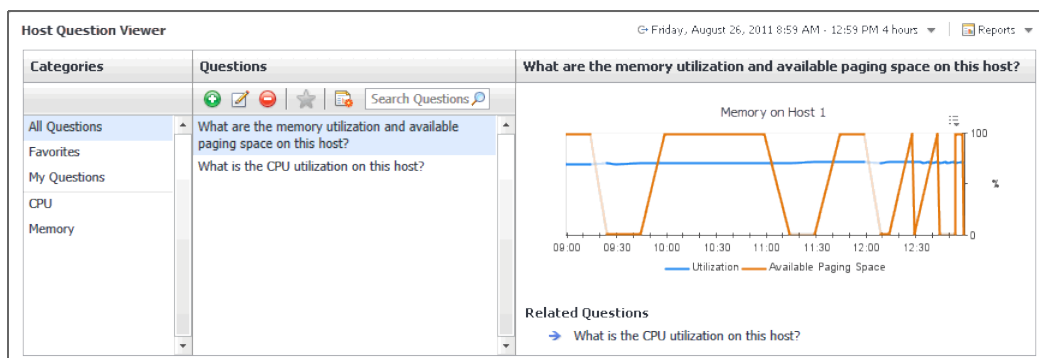 Host Question Viewer
Friday, August 26, 2011 8:59 AM - 12:59 PM 4 hours
Reports
Categories
Questions
What are the memory utilization and available paging space on this host?
Search Questions
All Questions
Favorites
My Questions
CPU
Memory
What are the memory utilization and available
paging space on this host?
What is the CPU utilization on this host?
Memory on Host 1
100
%
0
09:00 09:30 10:00 10:30 11:00 11:30 12:00 12:30
Utilization Available Paging Space
Related Questions
What is the CPU utilization on this host?